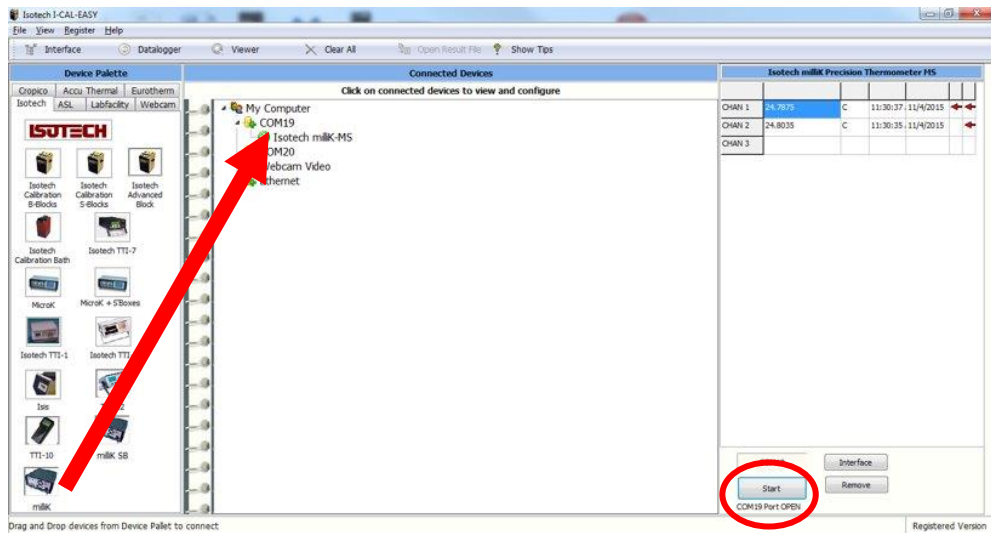 Isotech I-CAL-EASY
File View Register Help
Interface Datalogger Viewer Clear All Open Result File Show Tips
Device Palette Connected Devices Isotech milliK Precision Thermometer MS
Cropico Accu Thermal Eurotherm
Isotech ASL Labfacility Webcam
Click on connected devices to view and configure
ISOTECH
Isotech Calibration B-Blocks
Isotech Calibration S-Blocks
Isotech Advanced Block
Isotech Calibration Bath
Isotech TTI-7
MicroK
MicroK + S'Boxes
Isotech TTI-1
Isotech TTI
Isis
TTI-10
milliK SB
milliK
My Computer
COM19
Isotech milliK-MS
COM20
Webcam Video
Ethernet
CHAN 1 24.7875 C 11:30:37 11/4/2015
CHAN 2 24.8035 C 11:30:35 11/4/2015
CHAN 3
Interface
Start
Remove
COM19 Port OPEN
Drag and Drop devices from Device Pallet to connect
Registered Version